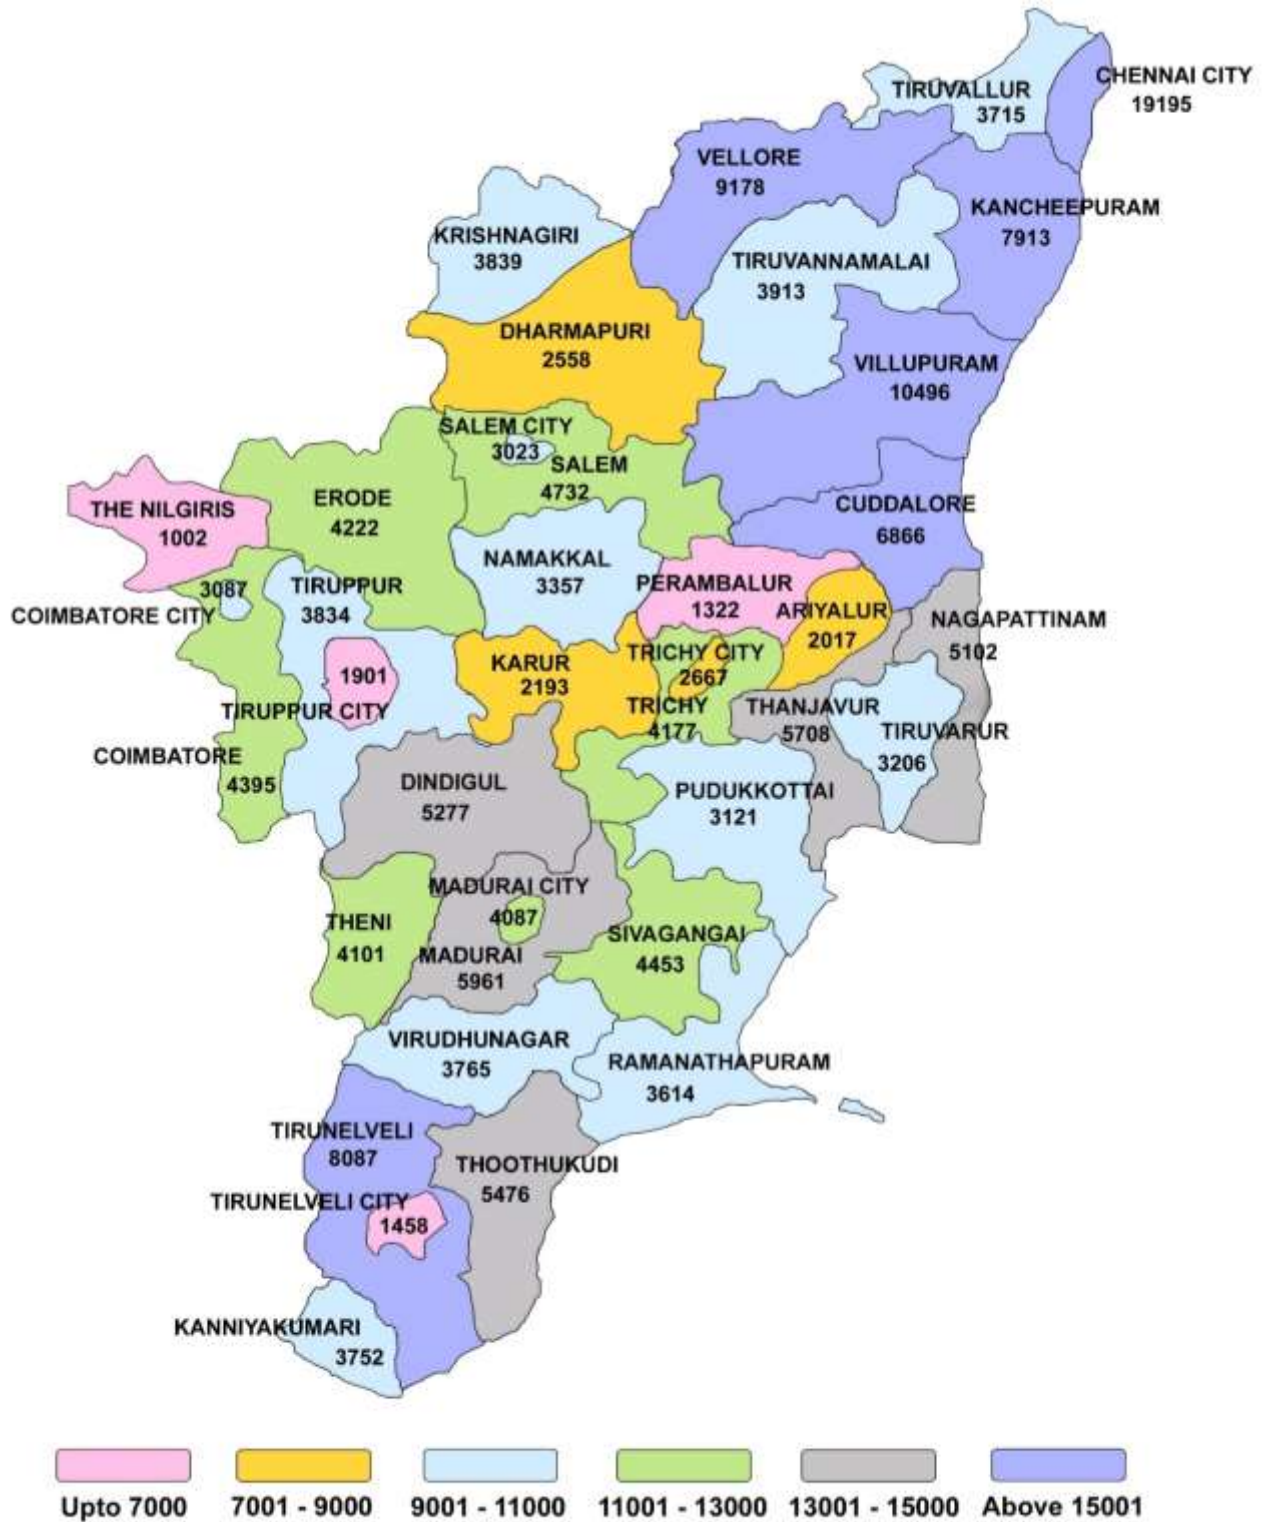 TIRUVALLUR
3715
CHENNAI CITY
19195
VELLORE
9178
KANCHEEPURAM
7913
KRISHNAGIRI
3839
TIRUVANNAMALAI
3913
DHARMAPURI
2558
VILLUPURAM
10496
SALEM CITY
3023
SALEM
4732
THE NILGIRIS
1002
ERODE
4222
CUDDALORE
6866
NAMAKKAL
3357
3087
COIMBATORE CITY
TIRUPPUR
3834
PERAMBALUR
1322
ARIYALUR
2017
NAGAPATTINAM
5102
KARUR
2193
TRICHY CITY
2667
1901
TIRUPPUR CITY
TRICHY
4177
THANJAVUR
5708
TIRUVARUR
3206
COIMBATORE
4395
DINDIGUL
5277
PUDUKKOTTAI
3121
MADURAI CITY
4087
THENI
4101
MADURAI
5961
SIVAGANGAI
4453
VIRUDHUNAGAR
3765
RAMANATHAPURAM
3614
TIRUNELVELI
8087
THOOTHUKUDI
5476
TIRUNELVELI CITY
1458
KANNIYAKUMARI
3752
Upto 7000
7001 - 9000
9001 - 11000
11001 - 13000
13001 - 15000
Above 15001